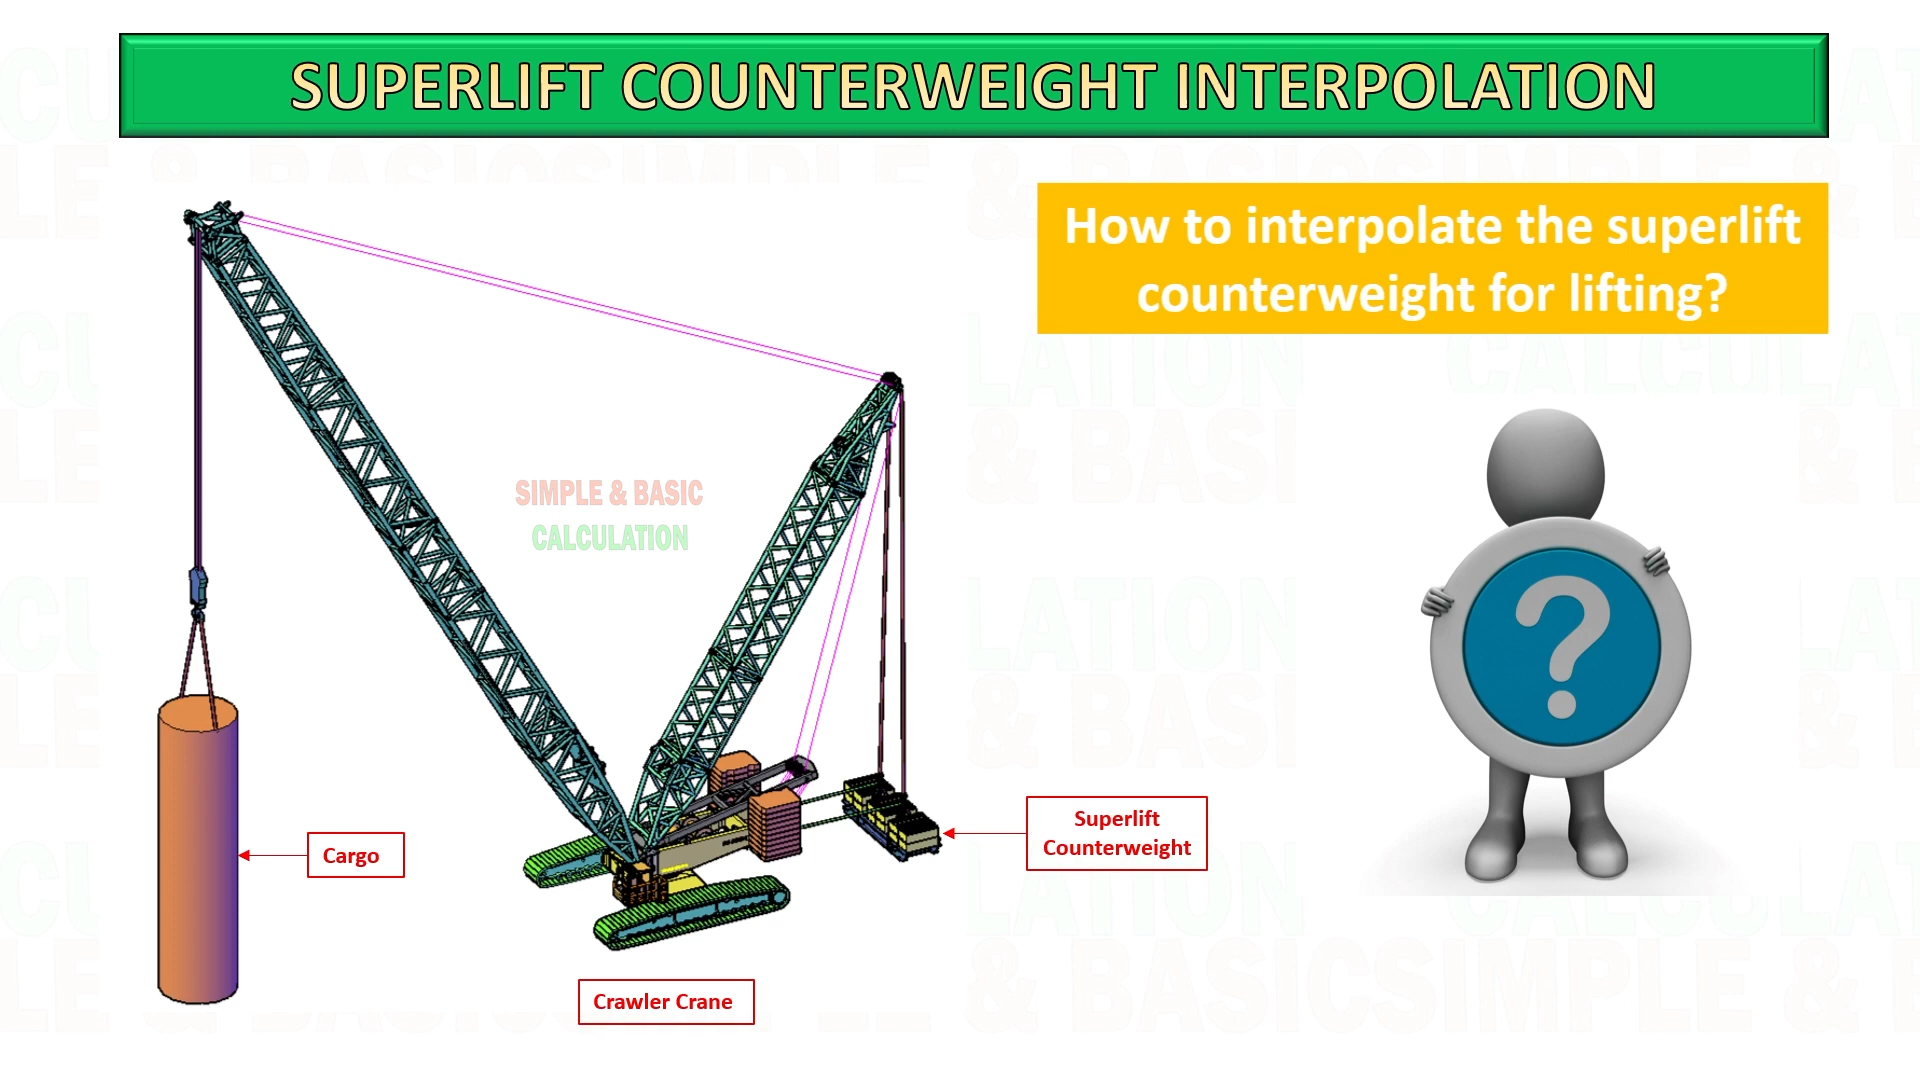 SUPERLIFT COUNTERWEIGHT INTERPOLATION
How to interpolate the superlift
counterweight for lifting?
SIMPLE & BASIC
CALCULATION
?
Superlift
Counterweight
Cargo
Crawler Crane